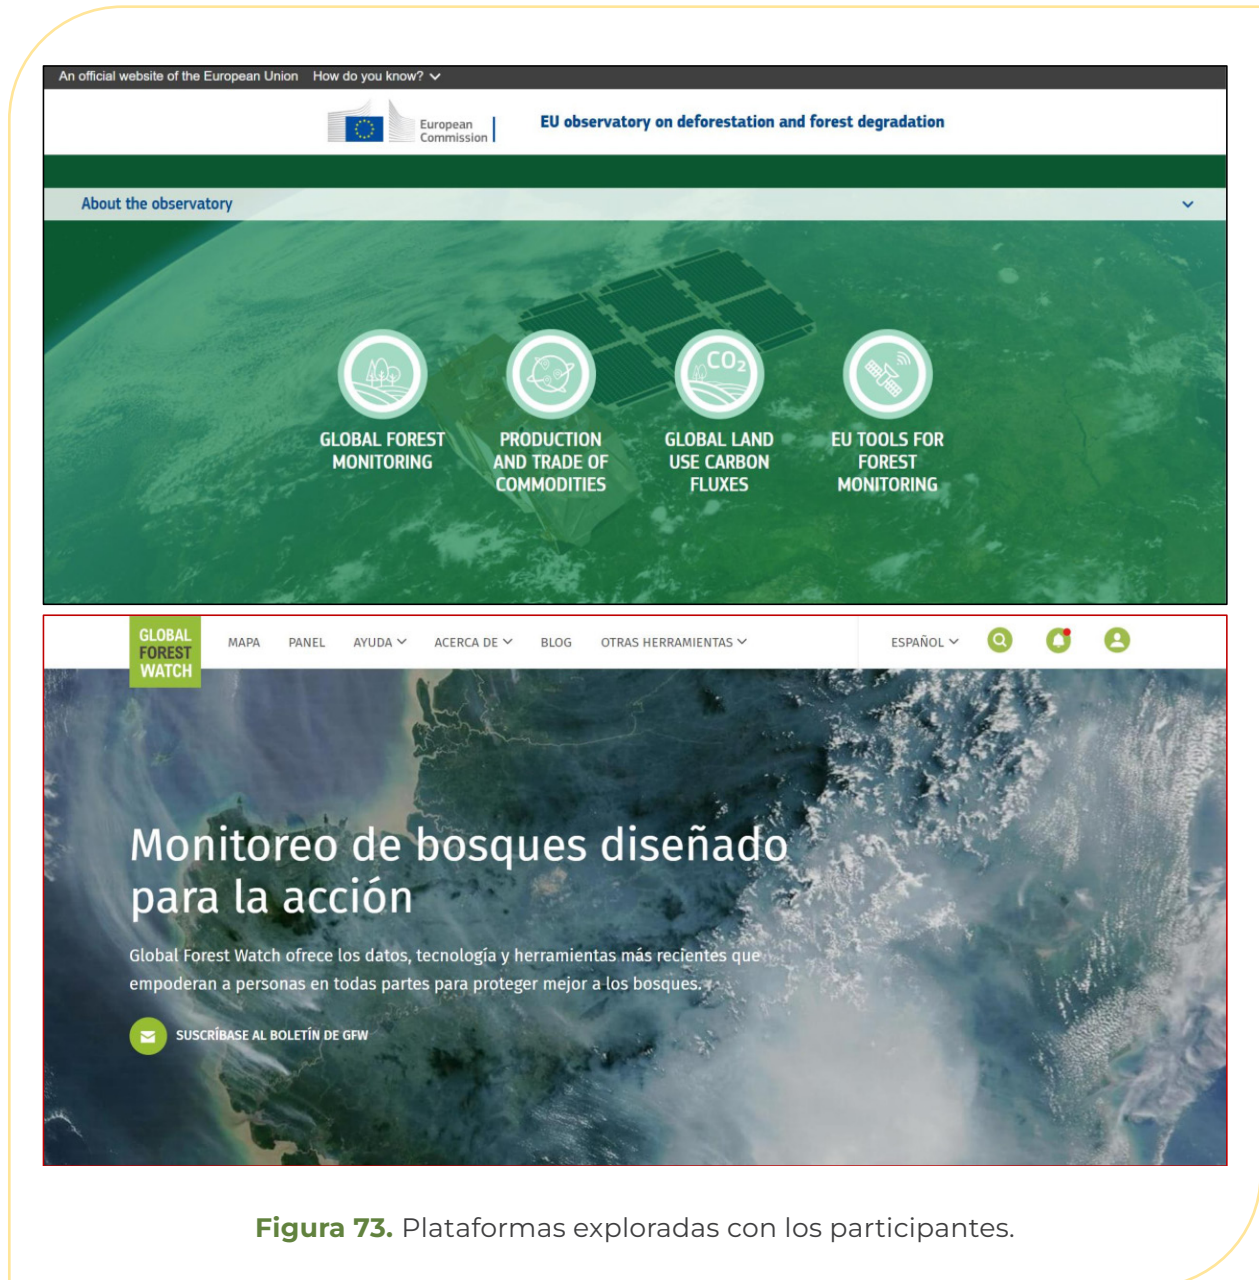 An official website of the European Union How do you know?
European
Commission
EU observatory on deforestation and forest degradation
About the observatory
GLOBAL FOREST
MONITORING
PRODUCTION
AND TRADE OF
COMMODITIES
CO₂
GLOBAL LAND
USE CARBON
FLUXES
EU TOOLS FOR
FOREST
MONITORING
GLOBAL
FOREST
WATCH
MAPA PANEL AYUDA ACERCA DE BLOG OTRAS HERRAMIENTAS ESPAÑOL
Monitoreo de bosques diseñado
para la acción
Global Forest Watch ofrece los datos, tecnología y herramientas más recientes que
empoderan a personas en todas partes para proteger mejor a los bosques.
SUSCRÍBASE AL BOLETÍN DE GFW
Figura 73. Plataformas exploradas con los participantes.